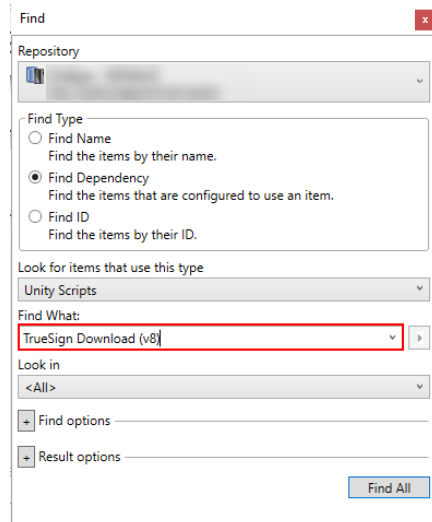 Find
x
Repository
Find Type
Find Name
Find the items by their name.
Find Dependency
Find the items that are configured to use an item.
Find ID
Find the items by their ID.
Look for items that use this type
Unity Scripts
Find What:
TrueSign Download (v8)
Look in
<All>
+ Find options
+ Result options
Find All